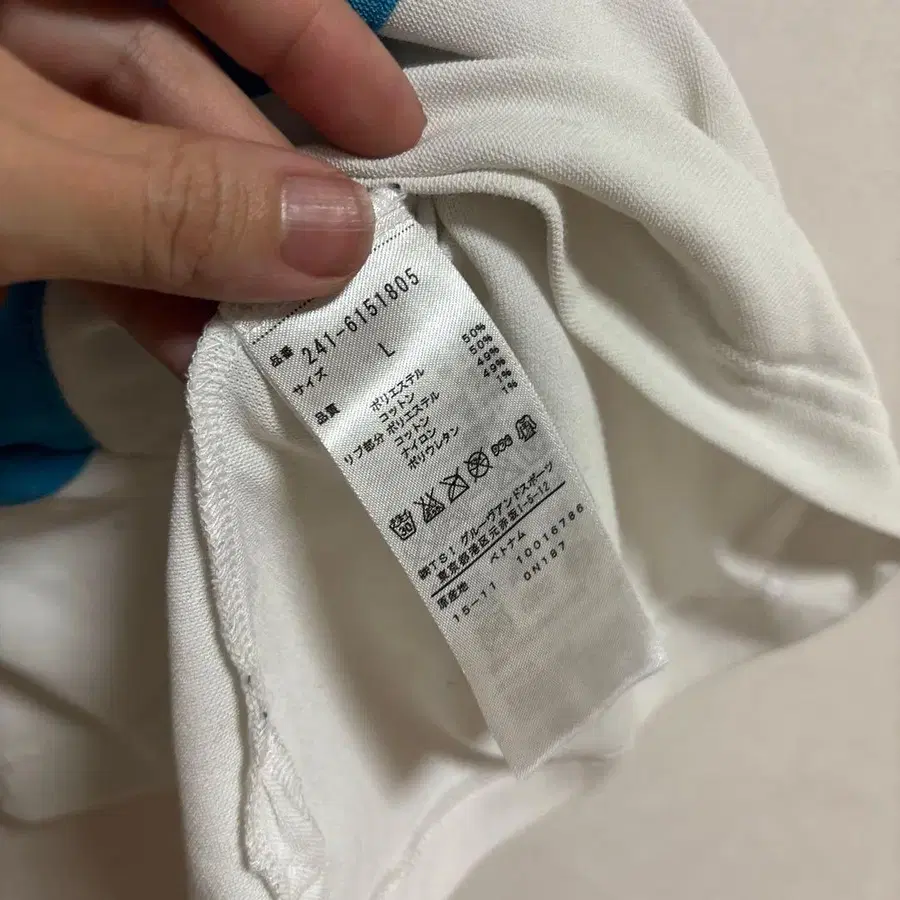 品番 241-6151805
サイズ L
品質 ポリエステル 50%
コットン 50%
リブ部分 ポリエステル 49%
コットン 49%
ナイロン 1%
ポリウレタン 1%
㈱TSI グルーヴアンドスポーツ
東京都港区元赤坂1-5-12
原産地 ベトナム
15-11 10016786
0N187